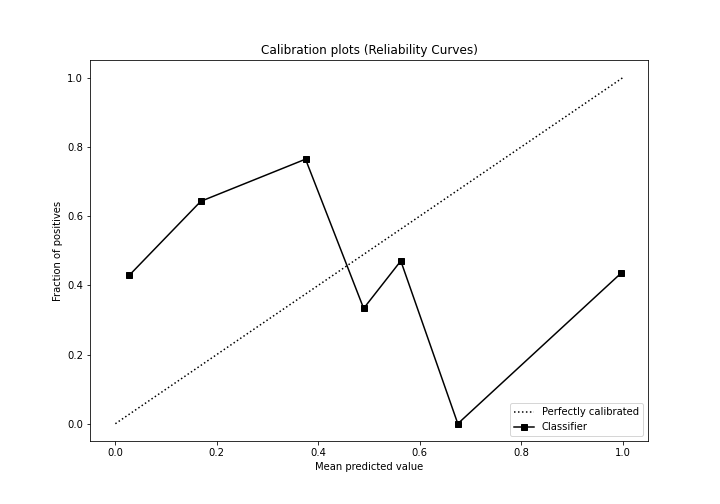 Calibration plots (Reliability Curves)
Fraction of positives
1.0
0.8
0.6
0.4
0.2
0.0
0.0 0.2 0.4 0.6 0.8 1.0
Mean predicted value
Perfectly calibrated
Classifier